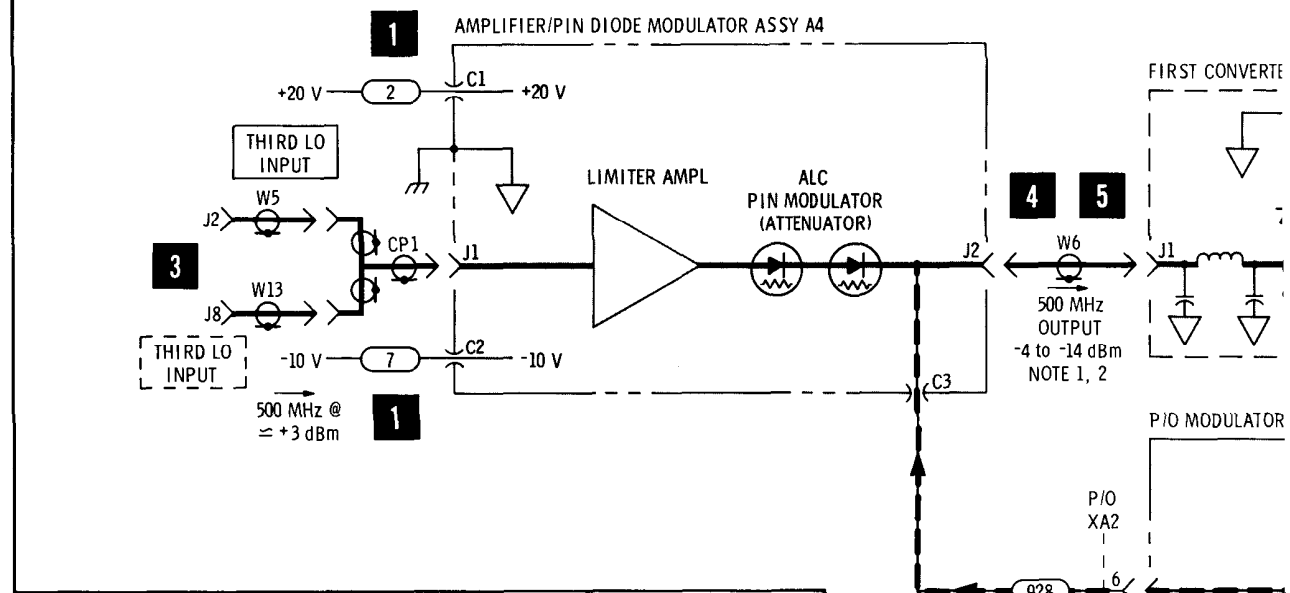 1
AMPLIFIER/PIN DIODE MODULATOR ASSY A4
+20 V
2
C1
+20 V
FIRST CONVERTE
THIRD LO
INPUT
W5
J2
LIMITER AMPL
ALC
PIN MODULATOR
(ATTENUATOR)
4
5
3
CP1
J1
J2
W6
J1
W13
J8
500 MHz
OUTPUT
-4 to -14 dBm
NOTE 1, 2
THIRD LO
INPUT
-10 V
7
C2
-10 V
C3
500 MHz @
≃ +3 dBm
1
P/O MODULATOR
P/O
XA2
928
6